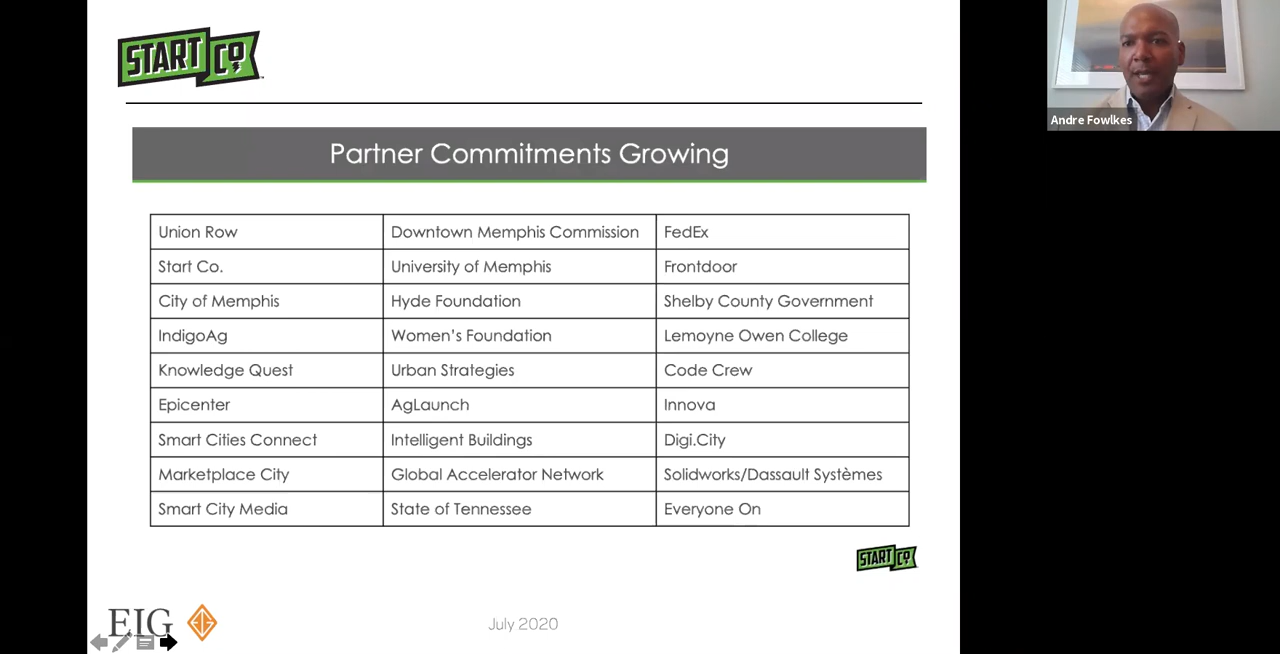 START CO.
Andre Fowlkes
Partner Commitments Growing
Union Row
Downtown Memphis Commission
FedEx
Start Co.
University of Memphis
Frontdoor
City of Memphis
Hyde Foundation
Shelby County Government
IndigoAg
Women's Foundation
Lemoyne Owen College
Knowledge Quest
Urban Strategies
Code Crew
Epicenter
AgLaunch
Innova
Smart Cities Connect
Intelligent Buildings
Digi.City
Marketplace City
Global Accelerator Network
Solidworks/Dassault Systèmes
Smart City Media
State of Tennessee
Everyone On
START CO.
EIG
July 2020